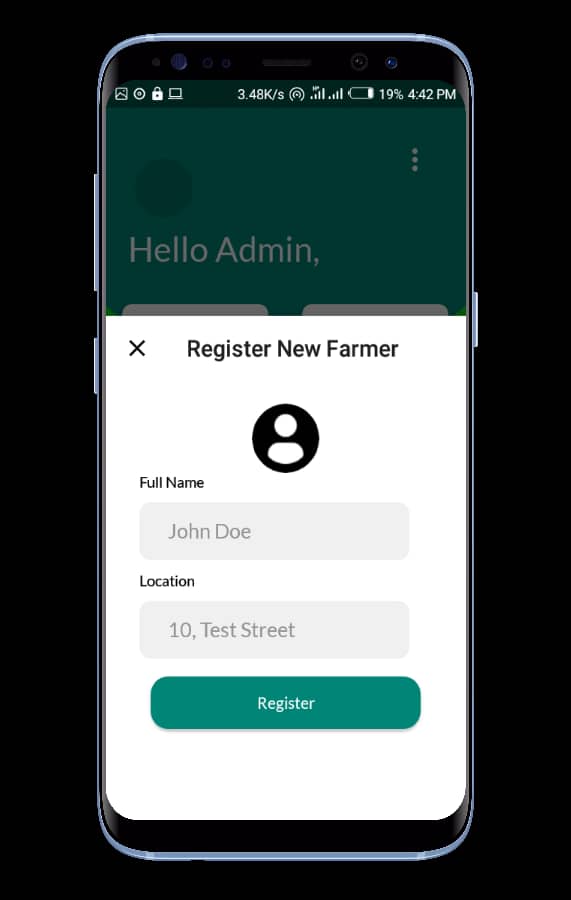 3.48K/s 19% 4:42 PM
Hello Admin,
Register New Farmer
Full Name
John Doe
Location
10, Test Street
Register